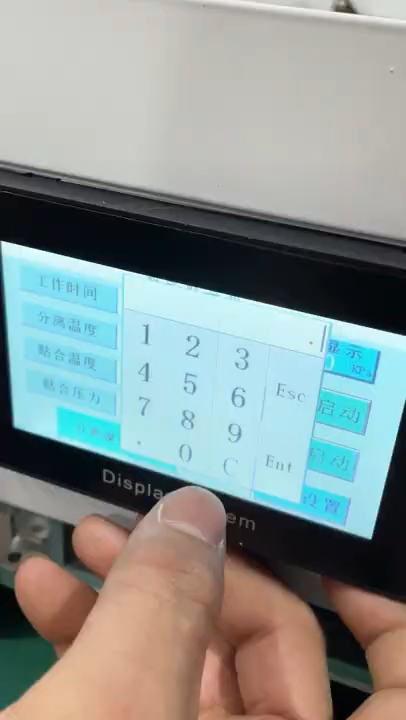 工作时间
分离温度
贴合温度
贴合压力
1 2 3
4 5 6 Esc
7 8 9
. 0 C Ent
显示
启动
启动
设置